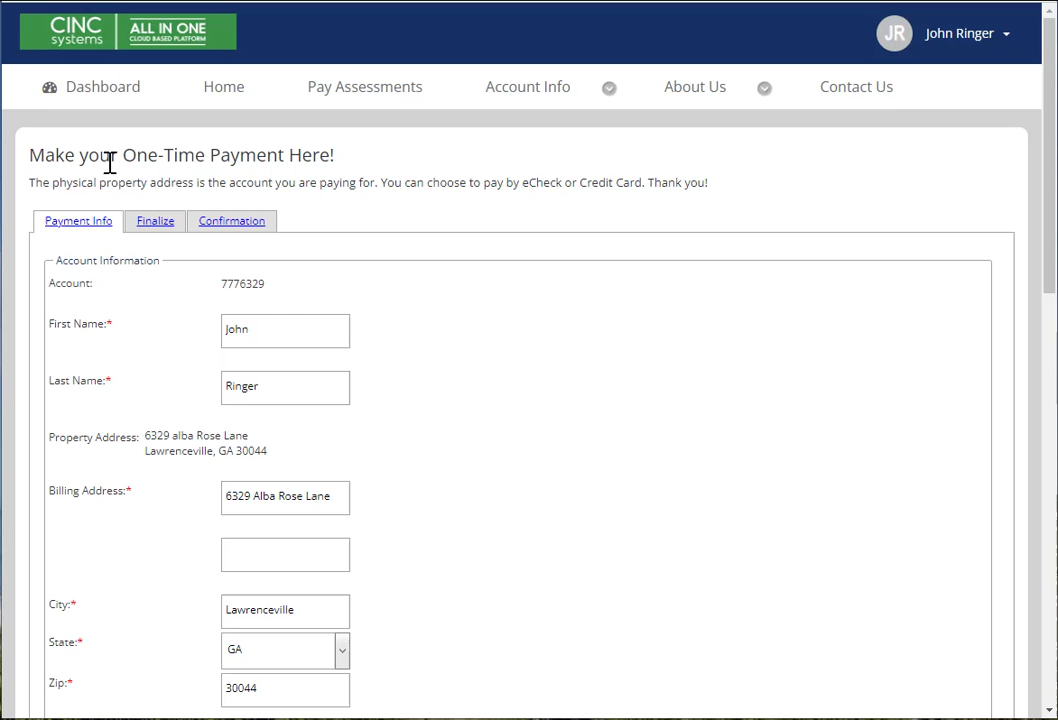 CINC systems
ALL IN ONE
CLOUD BASED PLATFORM
JR
John Ringer
Dashboard
Home
Pay Assessments
Account Info
About Us
Contact Us
Make your One-Time Payment Here!
The physical property address is the account you are paying for. You can choose to pay by eCheck or Credit Card. Thank you!
Payment Info
Finalize
Confirmation
Account Information
Account: 7776329
First Name:* John
Last Name:* Ringer
Property Address: 6329 alba Rose Lane
Lawrenceville, GA 30044
Billing Address:* 6329 Alba Rose Lane
City:* Lawrenceville
State:* GA
Zip:* 30044